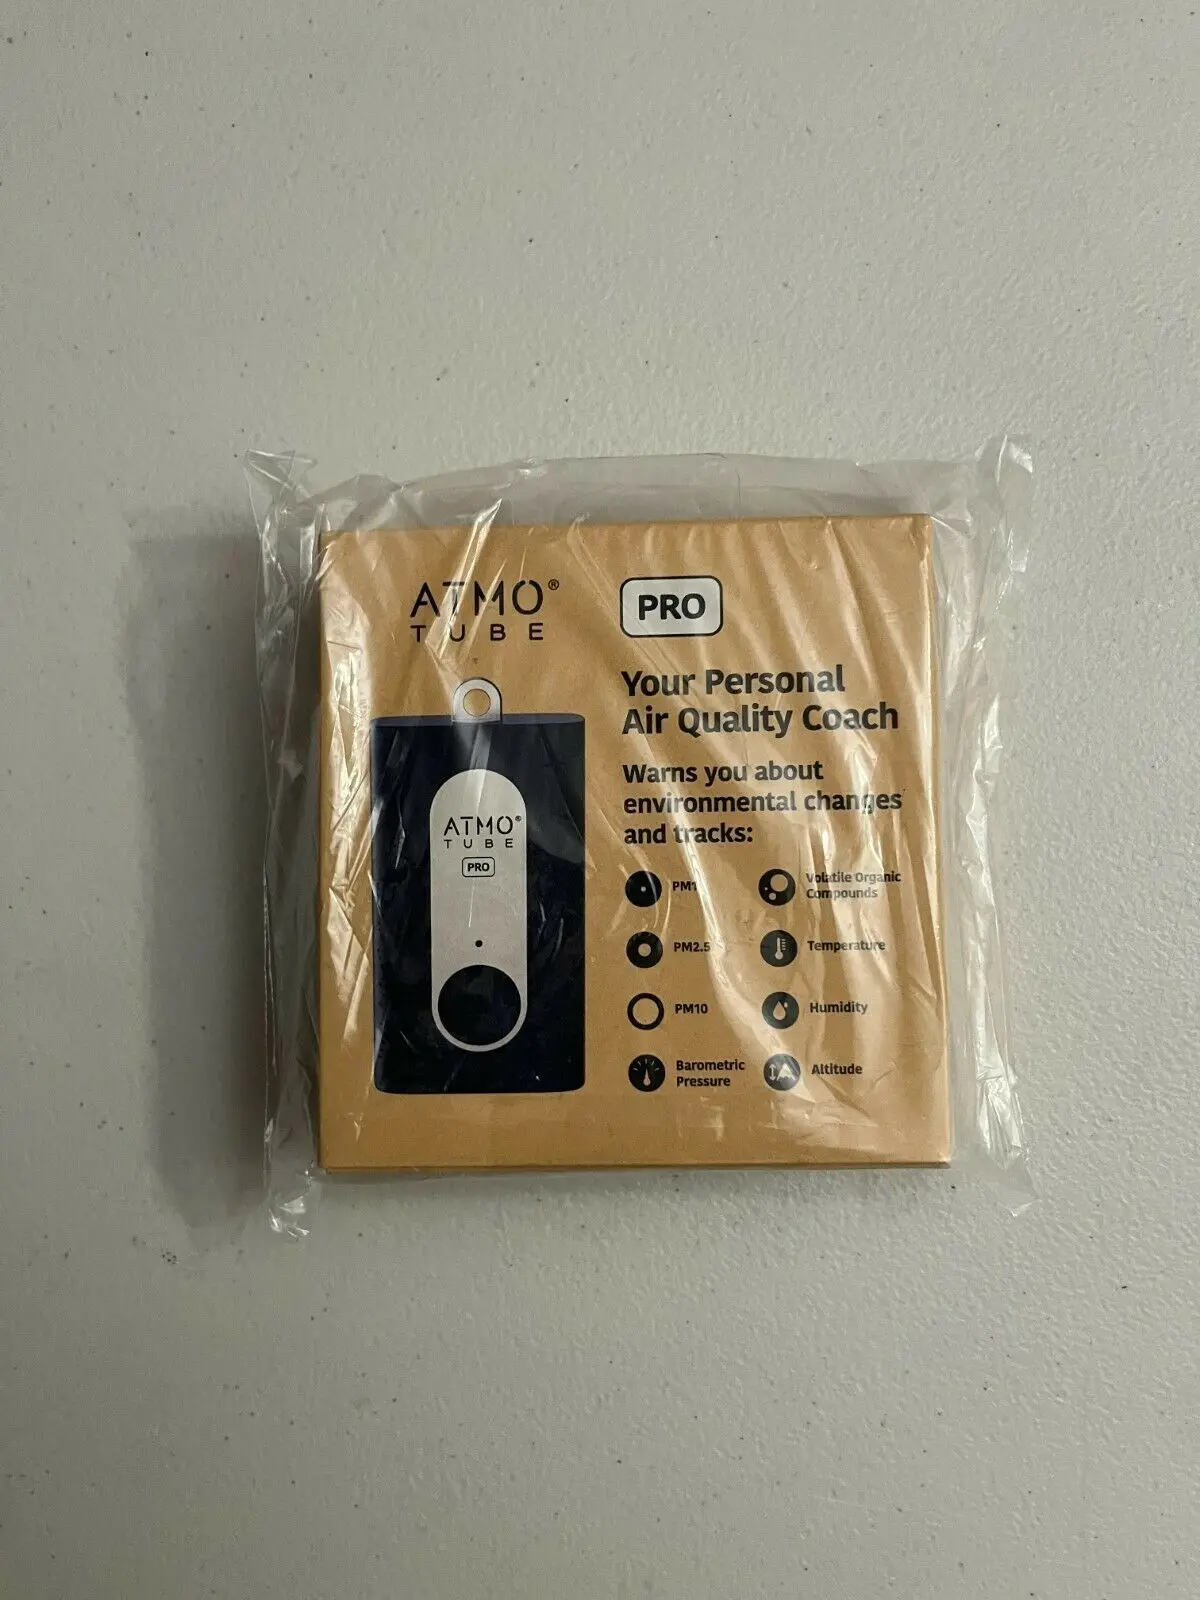 ATMO®
TUBE
PRO
Your Personal
Air Quality Coach
Warns you about
environmental changes
and tracks:
PM1
Volatile Organic
Compounds
PM2.5
Temperature
PM10
Humidity
Barometric
Pressure
Altitude
ATMO®
TUBE
PRO